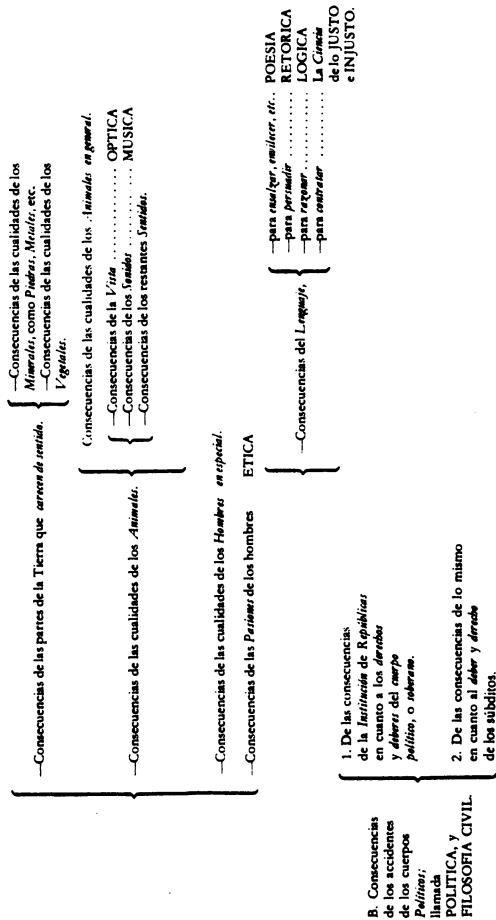 —Consecuencias de las partes de la Tierra que carecen de sentido.
—Consecuencias de las cualidades de los
Minerales, como Piedras, Metales, etc.
—Consecuencias de las cualidades de los
Vegetales.
—Consecuencias de las cualidades de los Animales.
Consecuencias de las cualidades de los Animales en general.
—Consecuencias de la Vista ............ OPTICA
—Consecuencias de los Sonidos ............ MUSICA
—Consecuencias de los restantes Sentidos.
—Consecuencias de las cualidades de los Hombres en especial.
—Consecuencias de las Pasiones de los hombres ETICA
—Consecuencias del Lenguaje,
—para ensalzar, envilecer, etc.. POESIA
—para persuadir ............ RETORICA
—para razonar ............ LOGICA
—para contratar ............ La Ciencia
de lo JUSTO
e INJUSTO.
B. Consecuencias
de los accidentes
de los cuerpos
Políticos;
llamada
POLITICA, y
FILOSOFIA CIVIL.
1. De las consecuencias
de la Institución de Repúblicas
en cuanto a los derechos
y deberes del cuerpo
político, o soberano.
2. De las consecuencias de lo mismo
en cuanto al deber y derecho
de los súbditos.